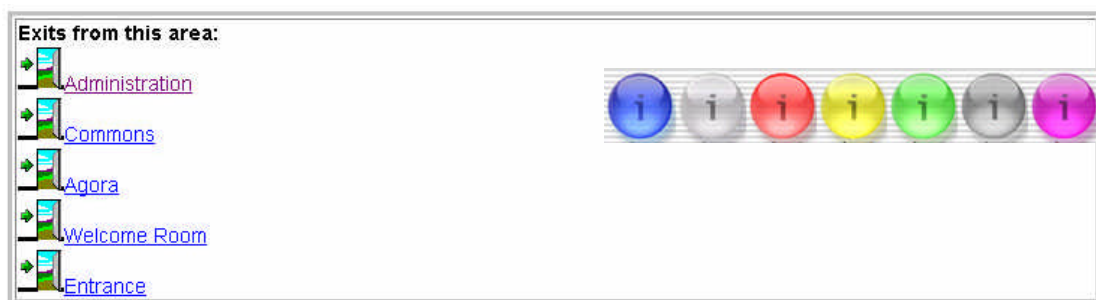 Exits from this area:
Administration
i i i i i i i
Commons
Agora
Welcome Room
Entrance